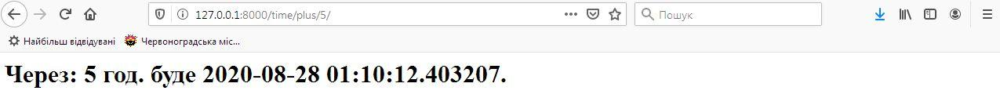 127.0.0.1:8000/time/plus/5/
Пошук
Найбільш відвідувані
Червоноградська міс...
Через: 5 год. буде 2020-08-28 01:10:12.403207.